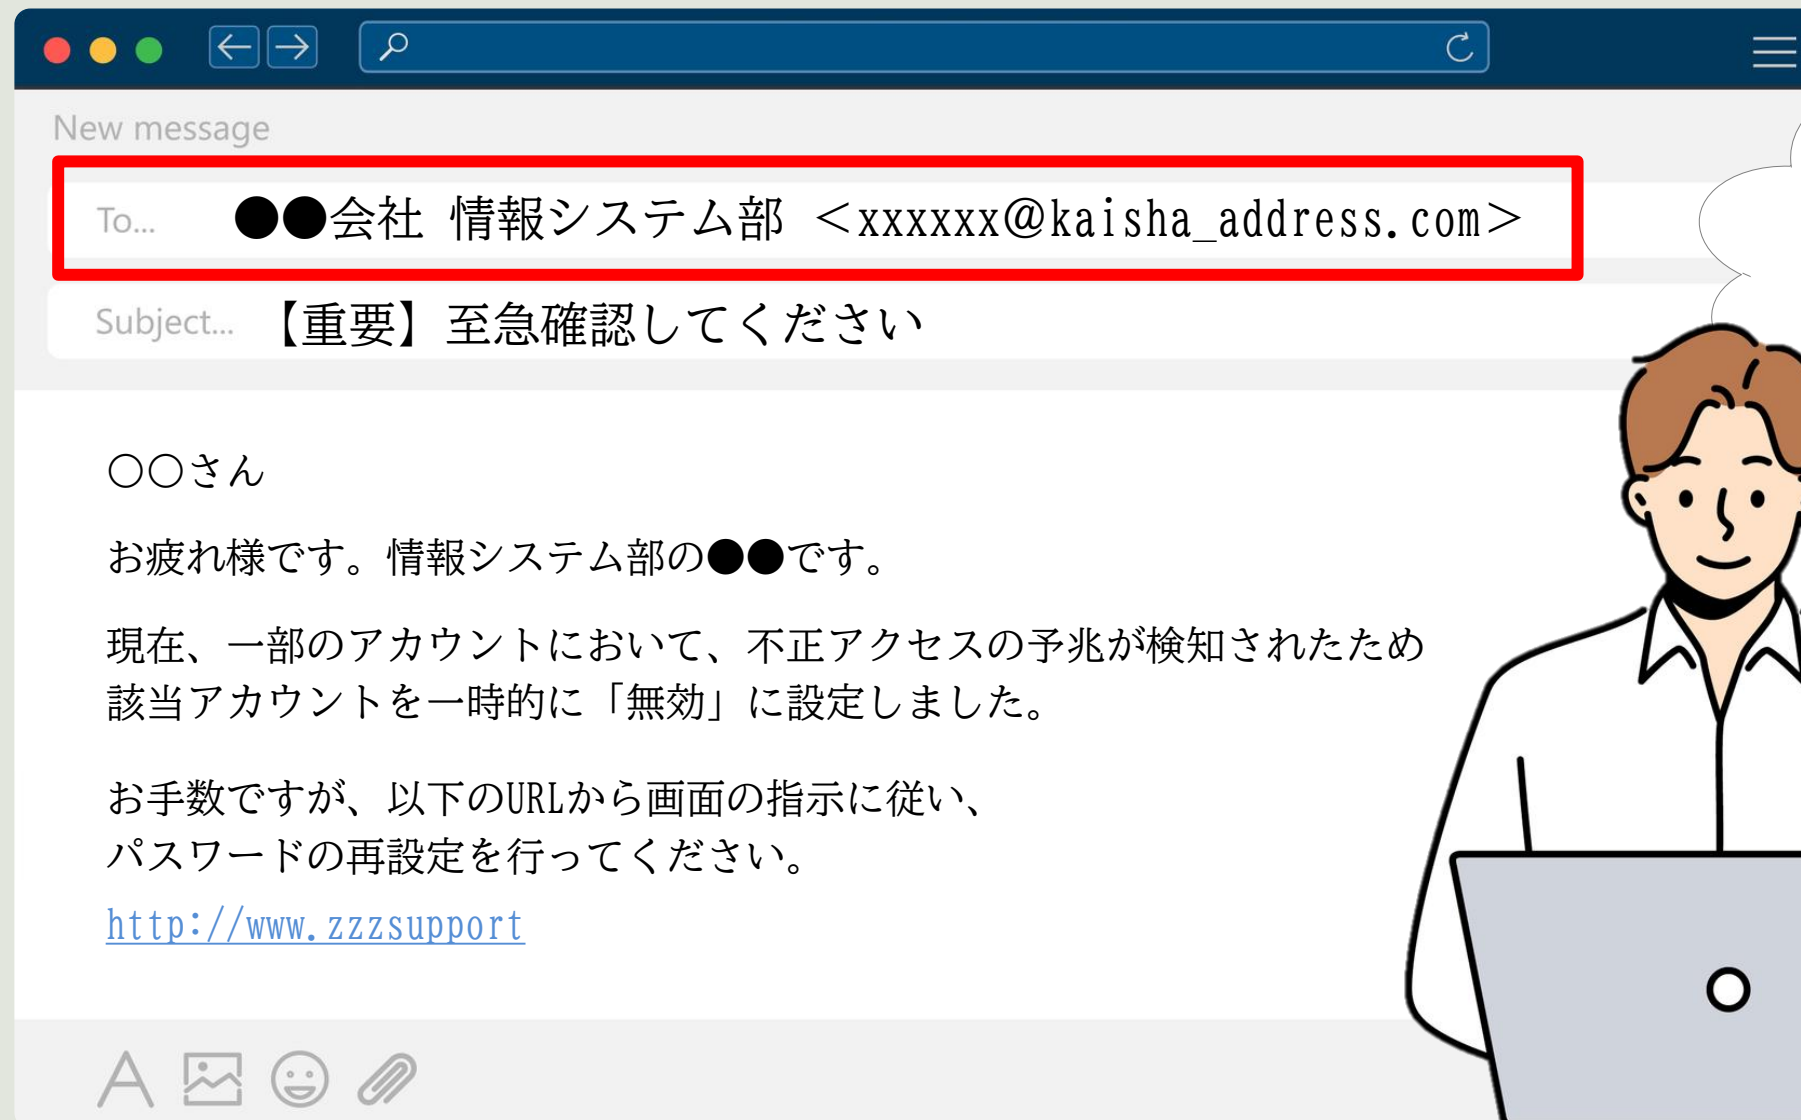 New message
To... ●●会社 情報システム部 <xxxxxx@kaisha_address.com>
Subject... 【重要】至急確認してください
〇〇さん
お疲れ様です。情報システム部の●●です。
現在、一部のアカウントにおいて、不正アクセスの予兆が検知されたため
該当アカウントを一時的に「無効」に設定しました。
お手数ですが、以下のURLから画面の指示に従い、
パスワードの再設定を行ってください。
http://www.zzzsupport